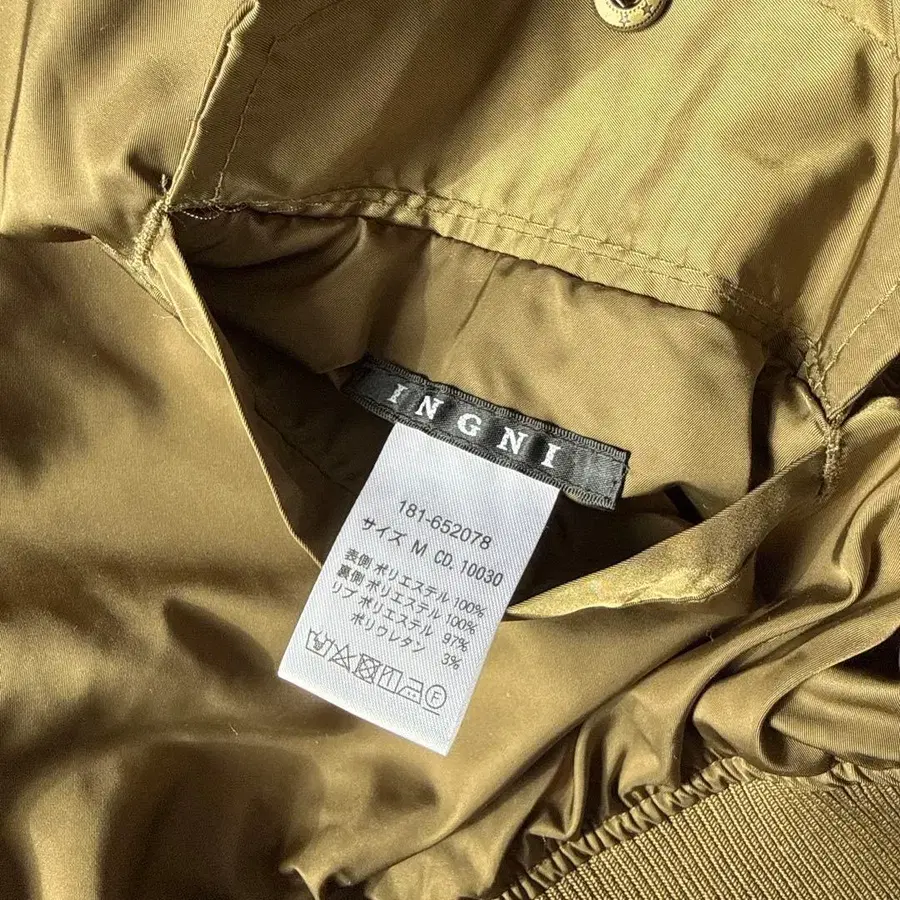 INGNI
181-652078
サイズ M CD. 10030
表側 ポリエステル 100%
裏側 ポリエステル 100%
リブ ポリエステル 97%
ポリウレタン 3%
F